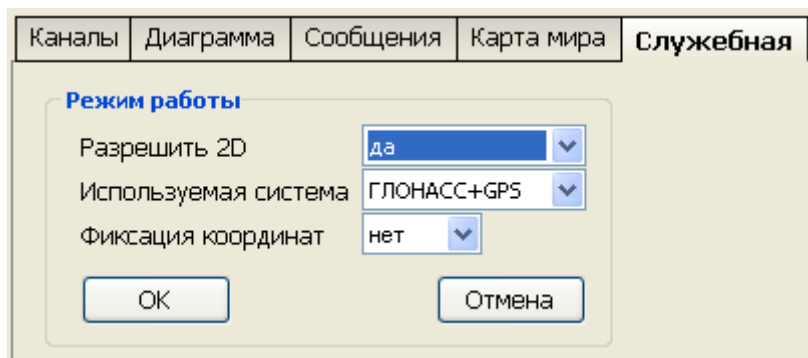 Каналы Диаграмма Сообщения Карта мира Служебная
Режим работы
Разрешить 2D да
Используемая система ГЛОНАСС+GPS
Фиксация координат нет
OK Отмена